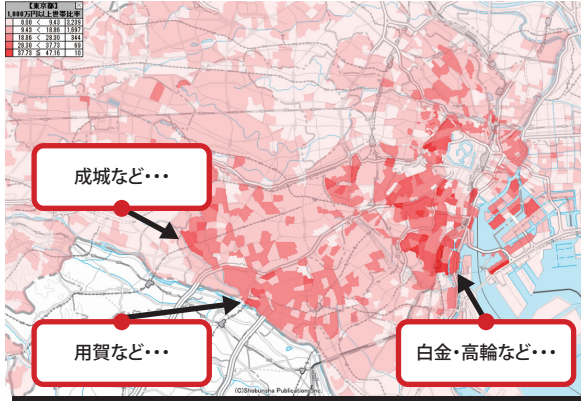 【東京都】
1,000万円以上世帯比率
0.00 < 9.43 3,239
9.43 < 18.86 1,697
18.86 < 28.30 344
28.30 < 37.73 69
37.73 ≦ 47.16 10
成城など・・・
用賀など・・・
白金・高輪など・・・
(C)Shobunsha Publications,Inc.